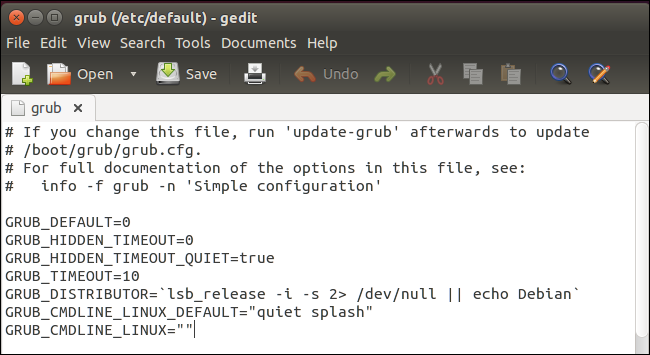 grub (/etc/default) - gedit
File Edit View Search Tools Documents Help
Open Save Undo
grub
# If you change this file, run 'update-grub' afterwards to update
# /boot/grub/grub.cfg.
# For full documentation of the options in this file, see:
#   info -f grub -n 'Simple configuration'

GRUB_DEFAULT=0
GRUB_HIDDEN_TIMEOUT=0
GRUB_HIDDEN_TIMEOUT_QUIET=true
GRUB_TIMEOUT=10
GRUB_DISTRIBUTOR=`lsb_release -i -s 2> /dev/null || echo Debian`
GRUB_CMDLINE_LINUX_DEFAULT="quiet splash"
GRUB_CMDLINE_LINUX=""